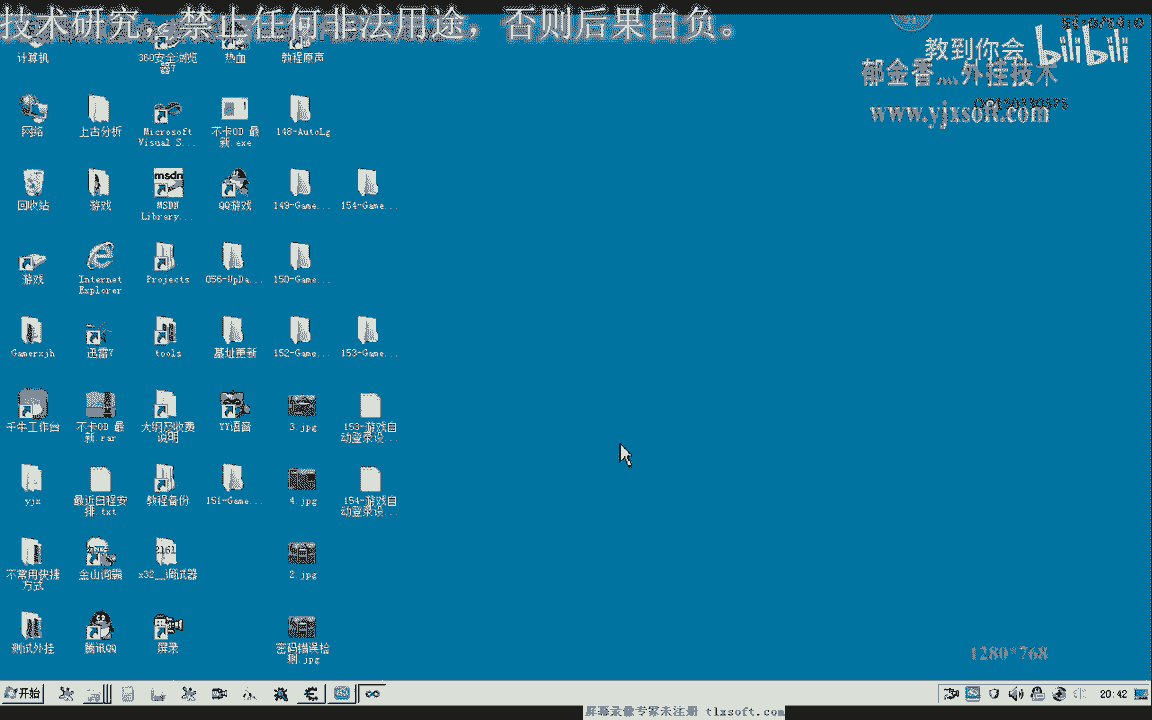 技术研究，禁止任何非法用途，否则后果自负。
教到你会
bilibili
郁金香灬外挂技术
www.yjxsoft.com
计算机
360安全浏览
器7
热血
教程原声
网络
上古分析
Microsoft
Visual S...
不卡OD 最
新.exe
148-AutoLg
回收站
游戏
msdn
MSDN
Library...
QQ游戏
149-Game...
154-Game...
游戏
Internet
Explorer
Projects
056-UpDa...
150-Game...
Gamerxjh
迅雷7
tools
基址更新
152-Game...
153-Game...
千牛工作台
不卡OD 最
新.rar
大纲及收费
说明
YY语音
3.jpg
153-游戏自
动登录设...
yjx
最近日程安
排.txt
教程备份
151-Game...
4.jpg
154-游戏自
动登录设...
不常用快捷
方式
金山词霸
x32__调试器
2.jpg
测试外挂
腾讯QQ
屏录
密码错误检
测.jpg
1280*768
开始
20:42
屏幕录像专家未注册 tlxsoft.com